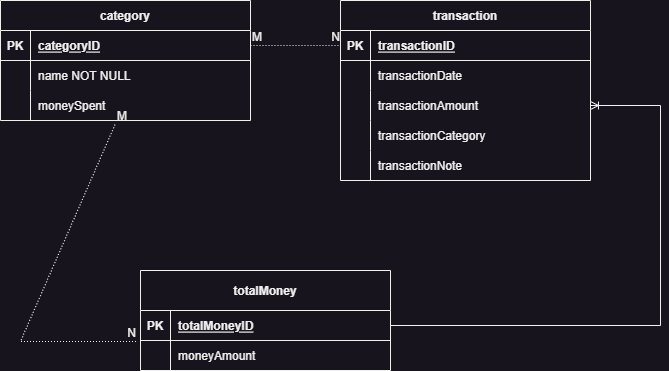 category
PK categoryID
name NOT NULL
moneySpent
M
M N
transaction
PK transactionID
transactionDate
transactionAmount
transactionCategory
transactionNote
totalMoney
N
PK totalMoneyID
moneyAmount